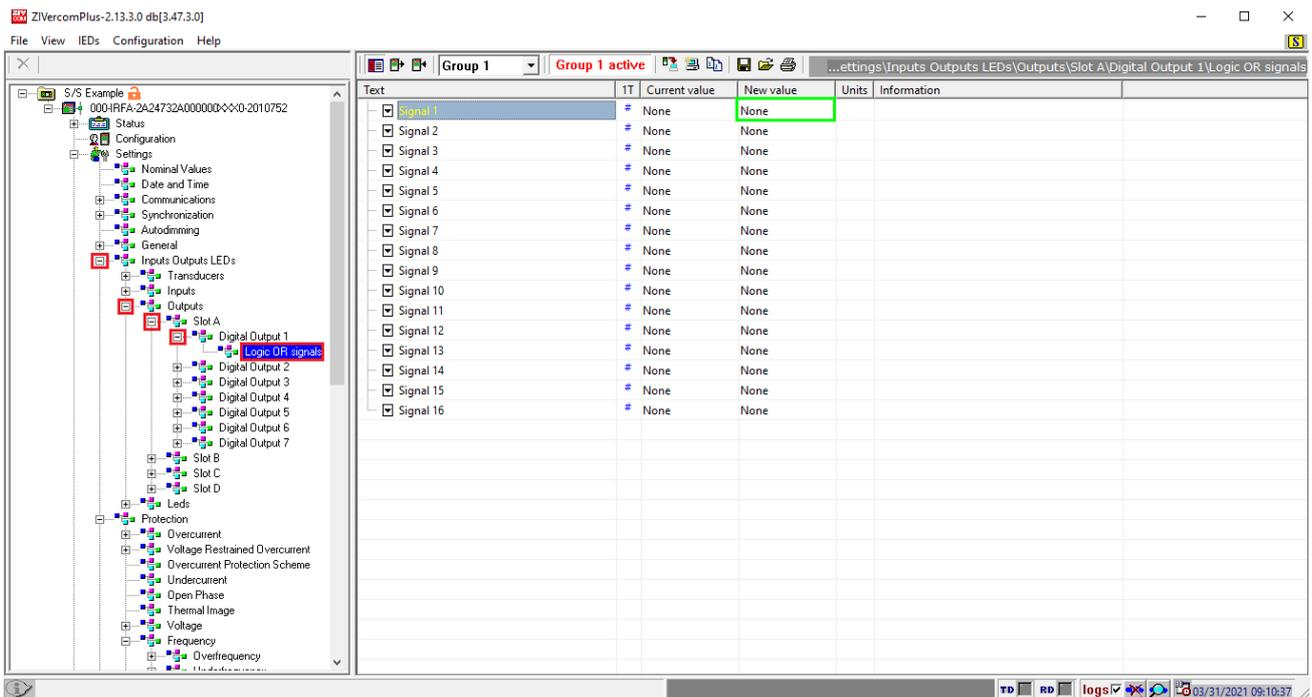 ZIVercomPlus-2.13.3.0 db[3.47.3.0]
File View IEDs Configuration Help
S
Group 1
Group 1 active
...ettings\Inputs Outputs LEDs\Outputs\Slot A\Digital Output 1\Logic OR signals
S/S Example
000-IRFA-2A24732A000000XXX0-2010752
Status
Configuration
Settings
Nominal Values
Date and Time
Communications
Synchronization
Autodimming
General
Inputs Outputs LEDs
Transducers
Inputs
Outputs
Slot A
Digital Output 1
Logic OR signals
Digital Output 2
Digital Output 3
Digital Output 4
Digital Output 5
Digital Output 6
Digital Output 7
Slot B
Slot C
Slot D
Leds
Protection
Overcurrent
Voltage Restrained Overcurrent
Overcurrent Protection Scheme
Undercurrent
Open Phase
Thermal Image
Voltage
Frequency
Overfrequency
Text 1T Current value New value Units Information
Signal 1 # None None
Signal 2 # None None
Signal 3 # None None
Signal 4 # None None
Signal 5 # None None
Signal 6 # None None
Signal 7 # None None
Signal 8 # None None
Signal 9 # None None
Signal 10 # None None
Signal 11 # None None
Signal 12 # None None
Signal 13 # None None
Signal 14 # None None
Signal 15 # None None
Signal 16 # None None
TD RD logs 03/31/2021 09:10:37